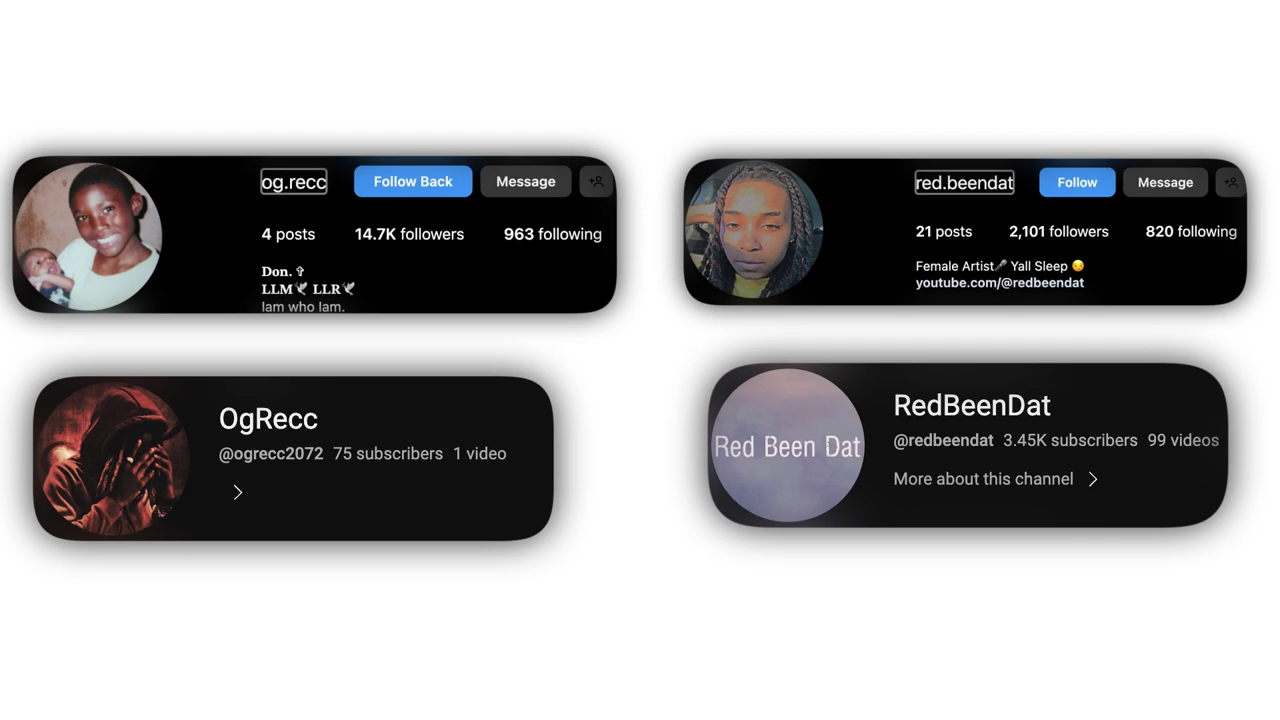 og.recc Follow Back Message
4 posts 14.7K followers 963 following
Don. ✞
LLM🕊 LLR🕊
Iam who Iam.
red.beendat Follow Message
21 posts 2,101 followers 820 following
Female Artist🎤 Yall Sleep 😏
youtube.com/@redbeendat
OgRecc
@ogrecc2072 75 subscribers 1 video
Red Been Dat
RedBeenDat
@redbeendat 3.45K subscribers 99 videos
More about this channel